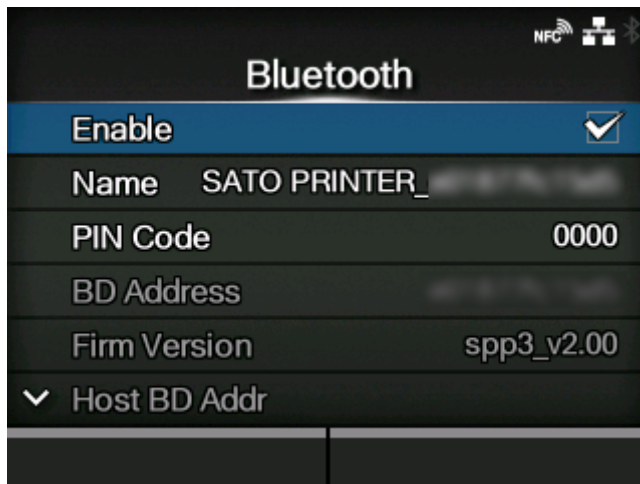 NFC
Bluetooth
Enable
Name SATO PRINTER_
PIN Code 0000
BD Address
Firm Version spp3_v2.00
Host BD Addr